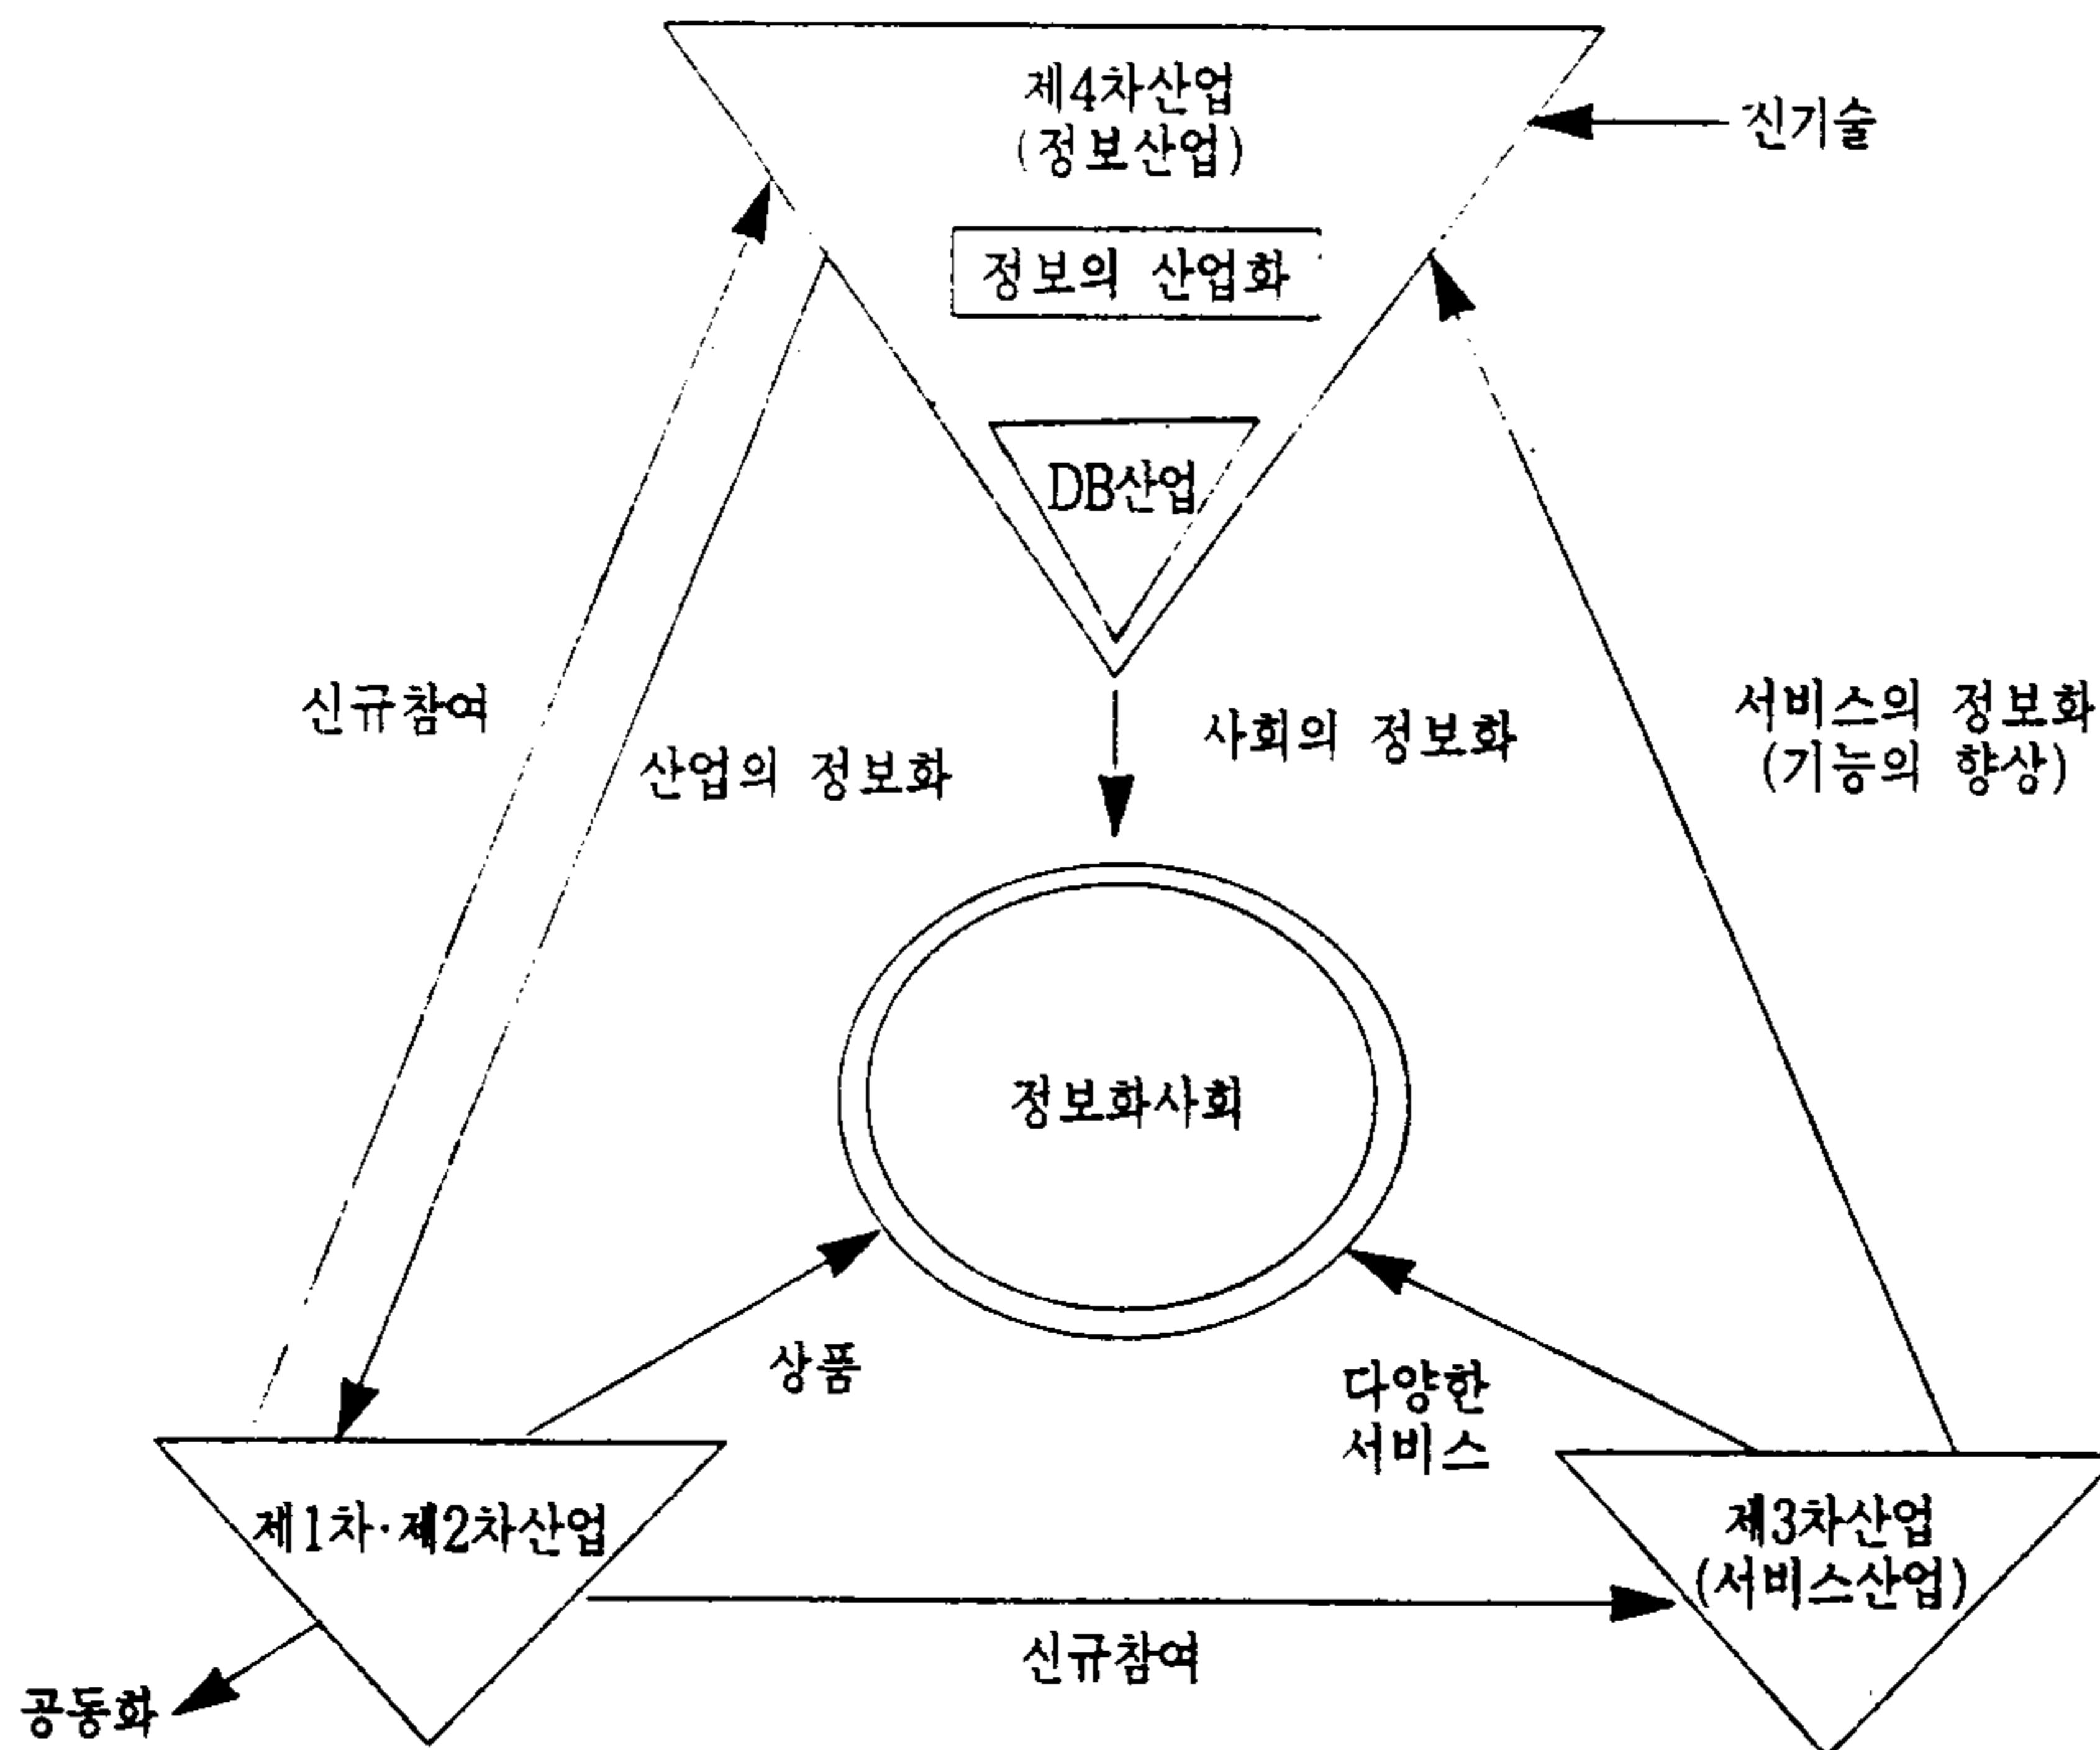 제4차산업
(정보산업)
신기술
정보의 산업화
DB산업
신규참여
산업의 정보화
사회의 정보화
서비스의 정보화
(기능의 향상)
정보화사회
상품
다양한
서비스
제1차·제2차산업
제3차산업
(서비스산업)
신규참여
공동화